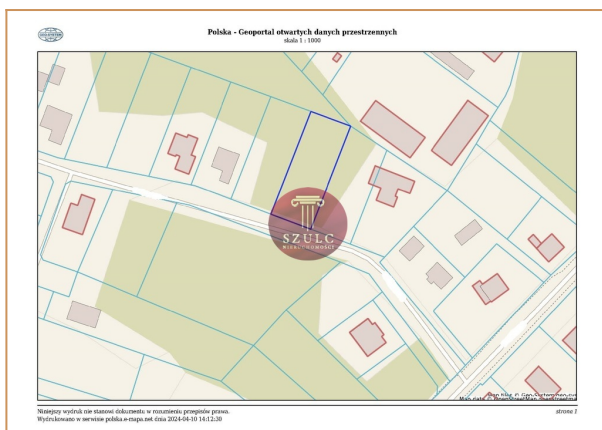 Polska - Geoportal otwartych danych przestrzennych
skala 1 : 1000
SZULC
NIERUCHOMOŚCI
Niniejszy wydruk nie stanowi dokumentu w rozumieniu przepisów prawa.
Wydrukowano w serwisie polska.e-mapa.net dnia 2024-04-10 14:12:30
strona 1